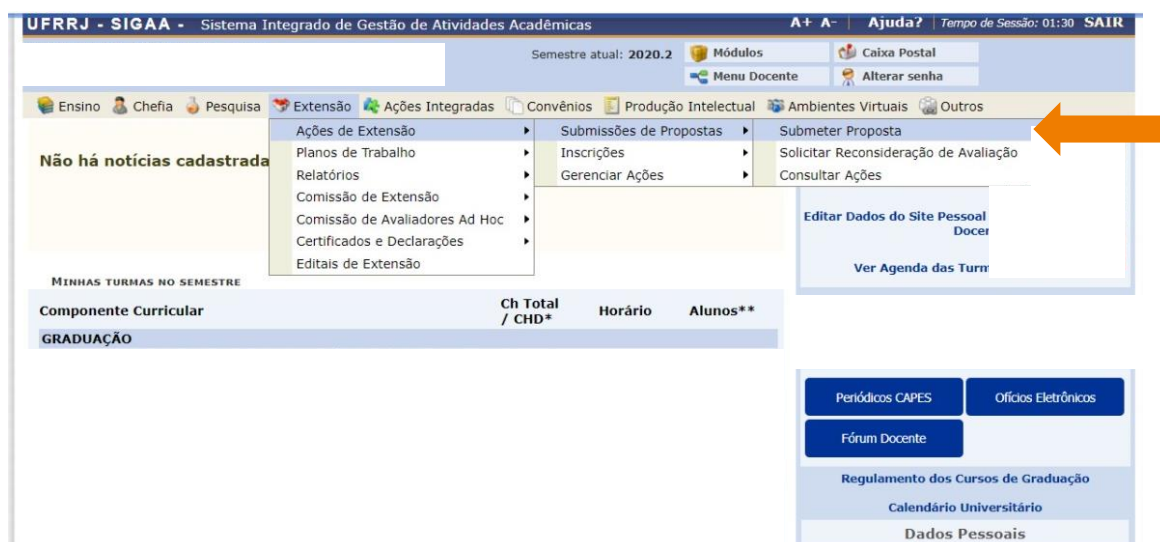 UFRRJ - SIGAA - Sistema Integrado de Gestão de Atividades Acadêmicas A+ A- | Ajuda? | Tempo de Sessão: 01:30 SAIR
Semestre atual: 2020.2 Módulos Caixa Postal
Menu Docente Alterar senha
Ensino Chefia Pesquisa Extensão Ações Integradas Convênios Produção Intelectual Ambientes Virtuais Outros
Ações de Extensão Submissões de Propostas Submeter Proposta
Planos de Trabalho Inscrições Solicitar Reconsideração de Avaliação
Relatórios Gerenciar Ações Consultar Ações
Comissão de Extensão
Comissão de Avaliadores Ad Hoc
Certificados e Declarações
Editais de Extensão
Não há notícias cadastrada
Editar Dados do Site Pessoal
Docen
Ver Agenda das Turm
MINHAS TURMAS NO SEMESTRE
Componente Curricular Ch Total / CHD* Horário Alunos**
GRADUAÇÃO
Periódicos CAPES Ofícios Eletrônicos
Fórum Docente
Regulamento dos Cursos de Graduação
Calendário Universitário
Dados Pessoais